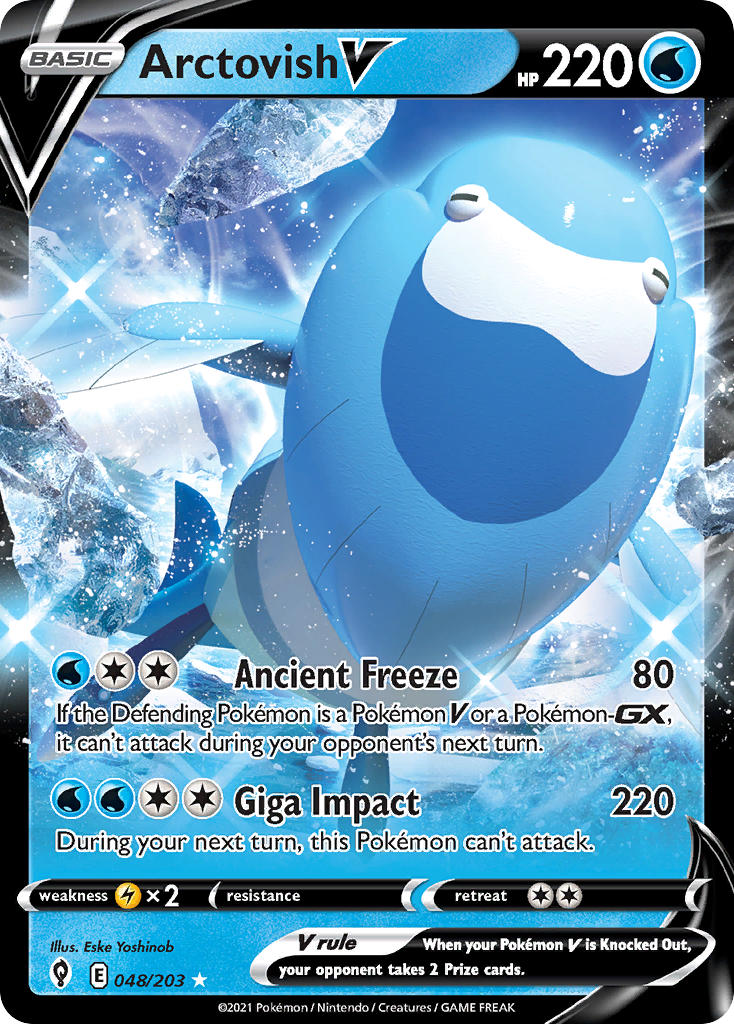 BASIC
Arctovish V
HP 220
Ancient Freeze 80
If the Defending Pokémon is a Pokémon V or a Pokémon-GX,
it can't attack during your opponent's next turn.
Giga Impact 220
During your next turn, this Pokémon can't attack.
weakness ×2 resistance retreat
Illus. Eske Yoshinob
V rule When your Pokémon V is Knocked Out,
your opponent takes 2 Prize cards.
E 048/203
©2021 Pokémon / Nintendo / Creatures / GAME FREAK